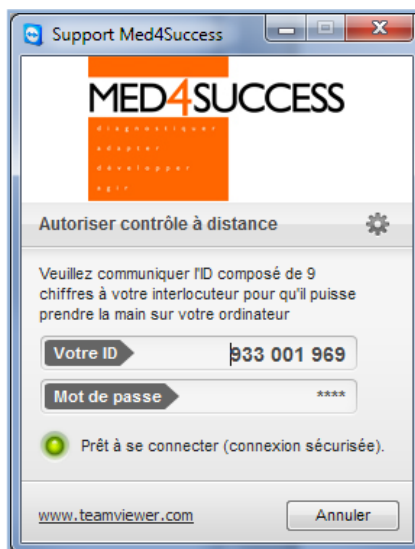 Support Med4Success
MED4SUCCESS
diagnostiquer
adapter
développer
agir
Autoriser contrôle à distance
Veuillez communiquer l'ID composé de 9
chiffres à votre interlocuteur pour qu'il puisse
prendre la main sur votre ordinateur
Votre ID 933 001 969
Mot de passe ****
Prêt à se connecter (connexion sécurisée).
www.teamviewer.com Annuler